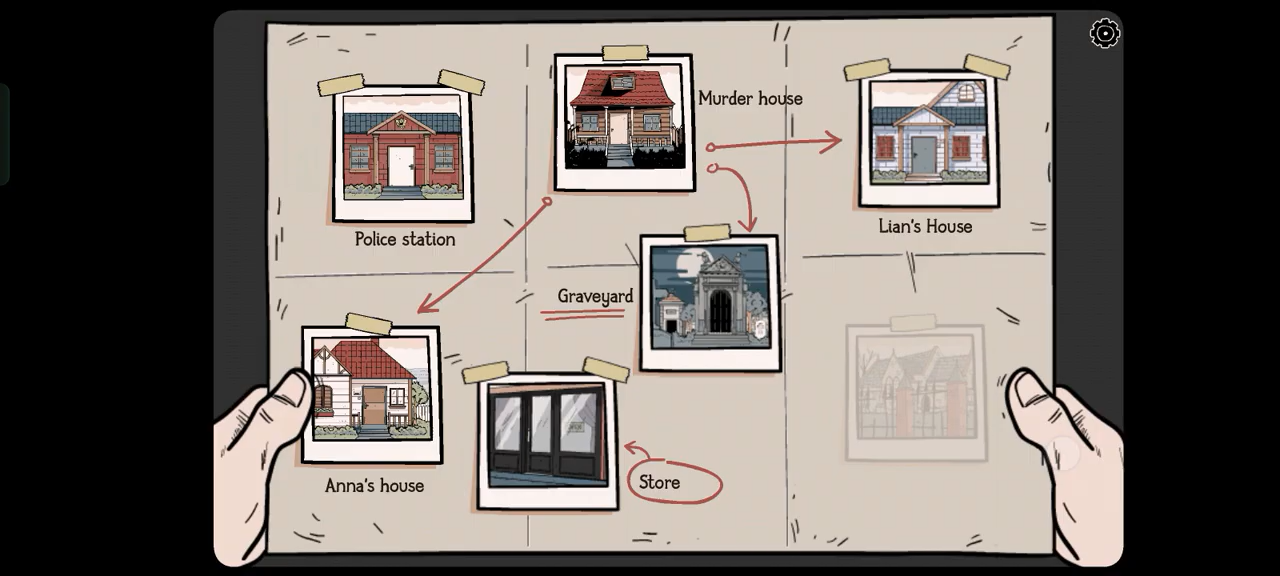 Murder house
Police station
Lian's House
Graveyard
Anna's house
Store